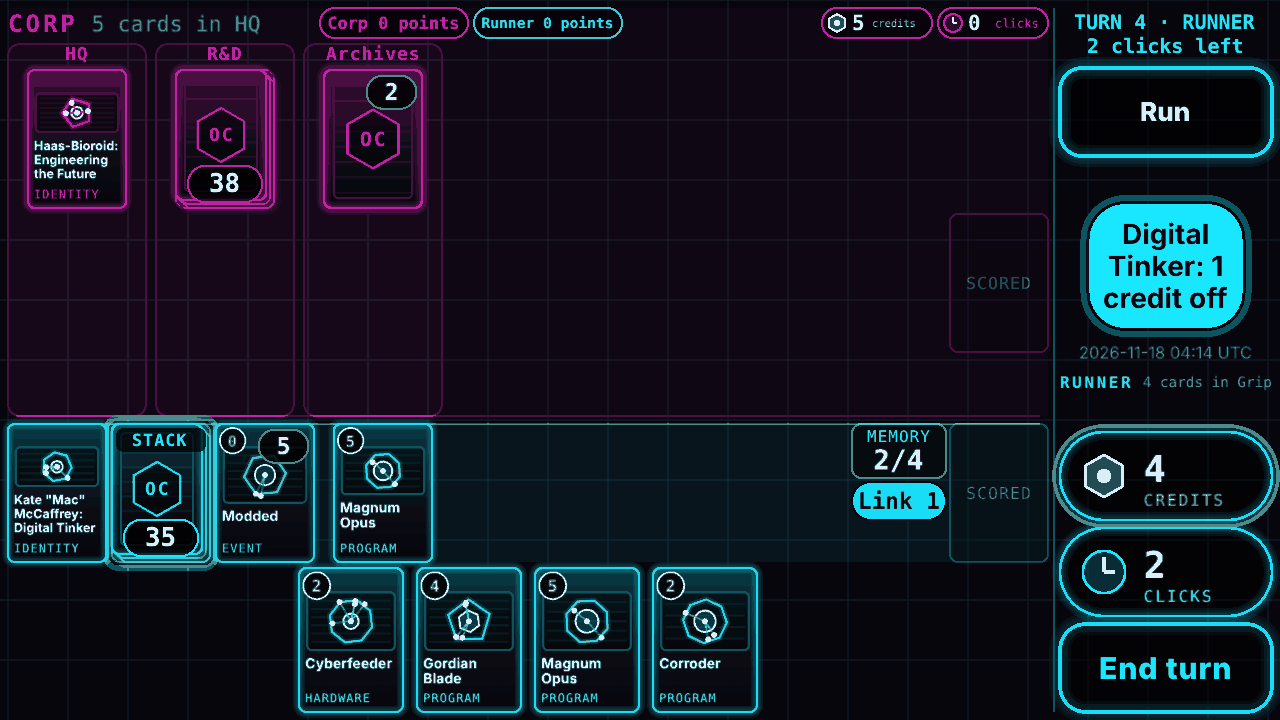 CORP 5 cards in HQ
Corp 0 points
Runner 0 points
5 credits
0 clicks
TURN 4 · RUNNER
2 clicks left
HQ
R&D
Archives
Run
Haas-Bioroid:
Engineering
the Future
IDENTITY
OC
38
2
OC
SCORED
Digital
Tinker: 1
credit off
2026-11-18 04:14 UTC
RUNNER 4 cards in Grip
Kate "Mac"
McCaffrey:
Digital Tinker
IDENTITY
STACK
OC
35
0
5
Modded
EVENT
5
Magnum
Opus
PROGRAM
MEMORY
2/4
Link 1
SCORED
4
CREDITS
2
CLICKS
End turn
2
Cyberfeeder
HARDWARE
4
Gordian
Blade
PROGRAM
5
Magnum
Opus
PROGRAM
2
Corroder
PROGRAM